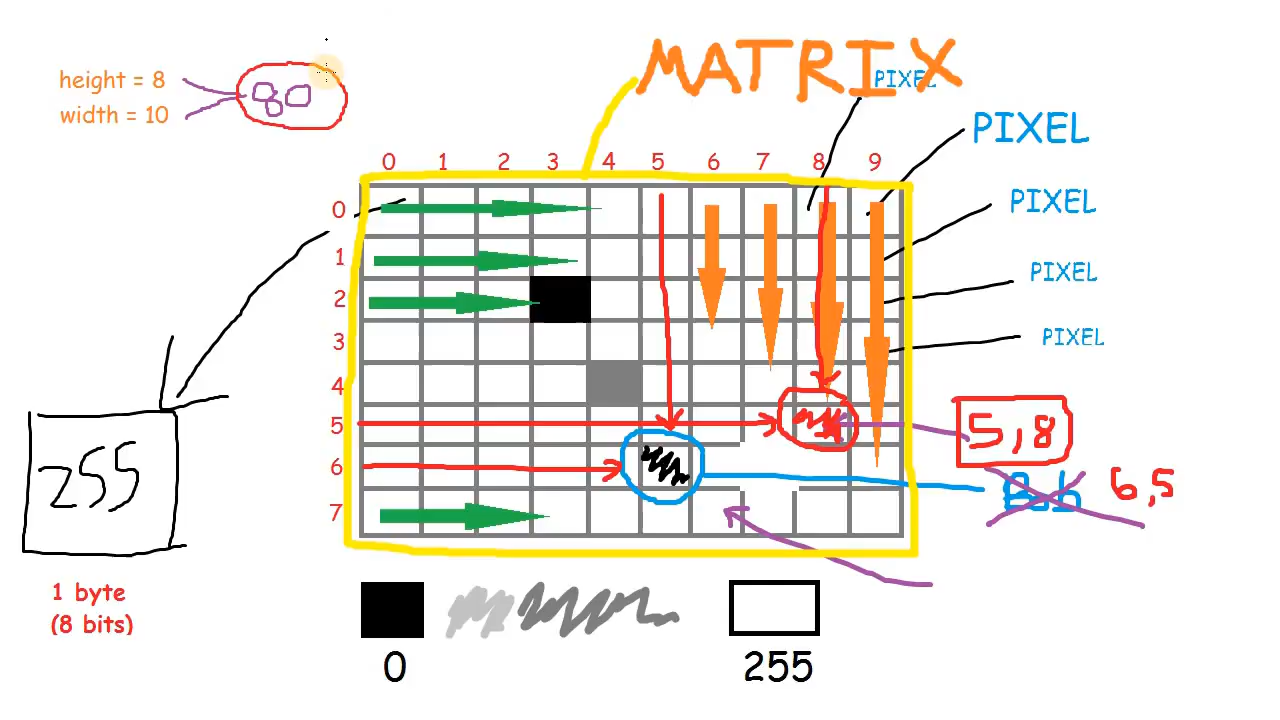 MATRIX
height = 8
80
PIXEL
width = 10
PIXEL
0 1 2 3 4 5 6 7 8 9
0
PIXEL
1
PIXEL
2
3
PIXEL
4
5
5,8
255
6
6,5
7
1 byte
(8 bits)
0
255